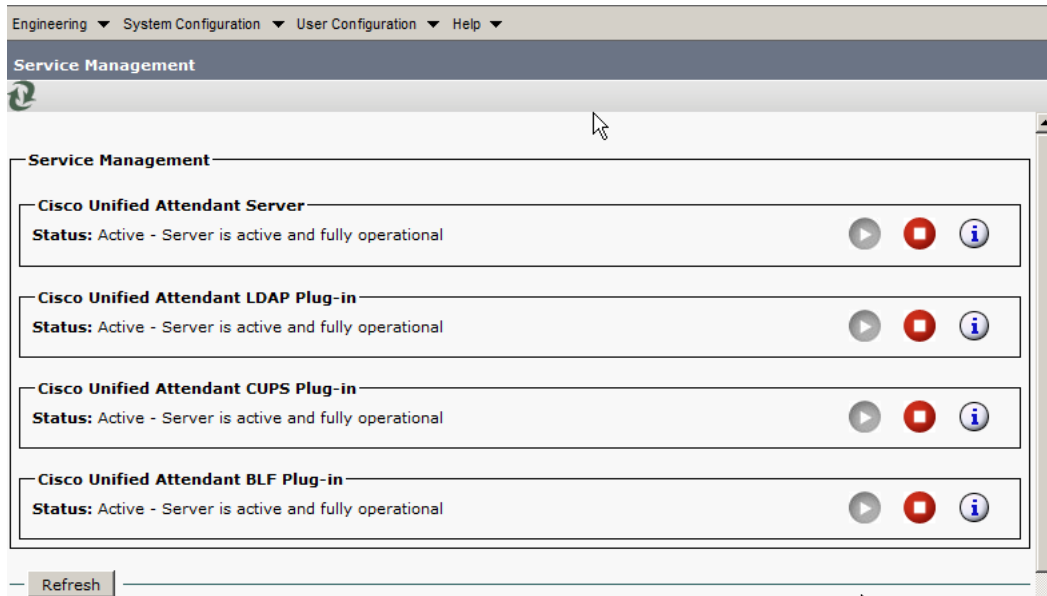 Engineering System Configuration User Configuration Help
Service Management
Service Management
Cisco Unified Attendant Server
Status: Active - Server is active and fully operational
Cisco Unified Attendant LDAP Plug-in
Status: Active - Server is active and fully operational
Cisco Unified Attendant CUPS Plug-in
Status: Active - Server is active and fully operational
Cisco Unified Attendant BLF Plug-in
Status: Active - Server is active and fully operational
Refresh